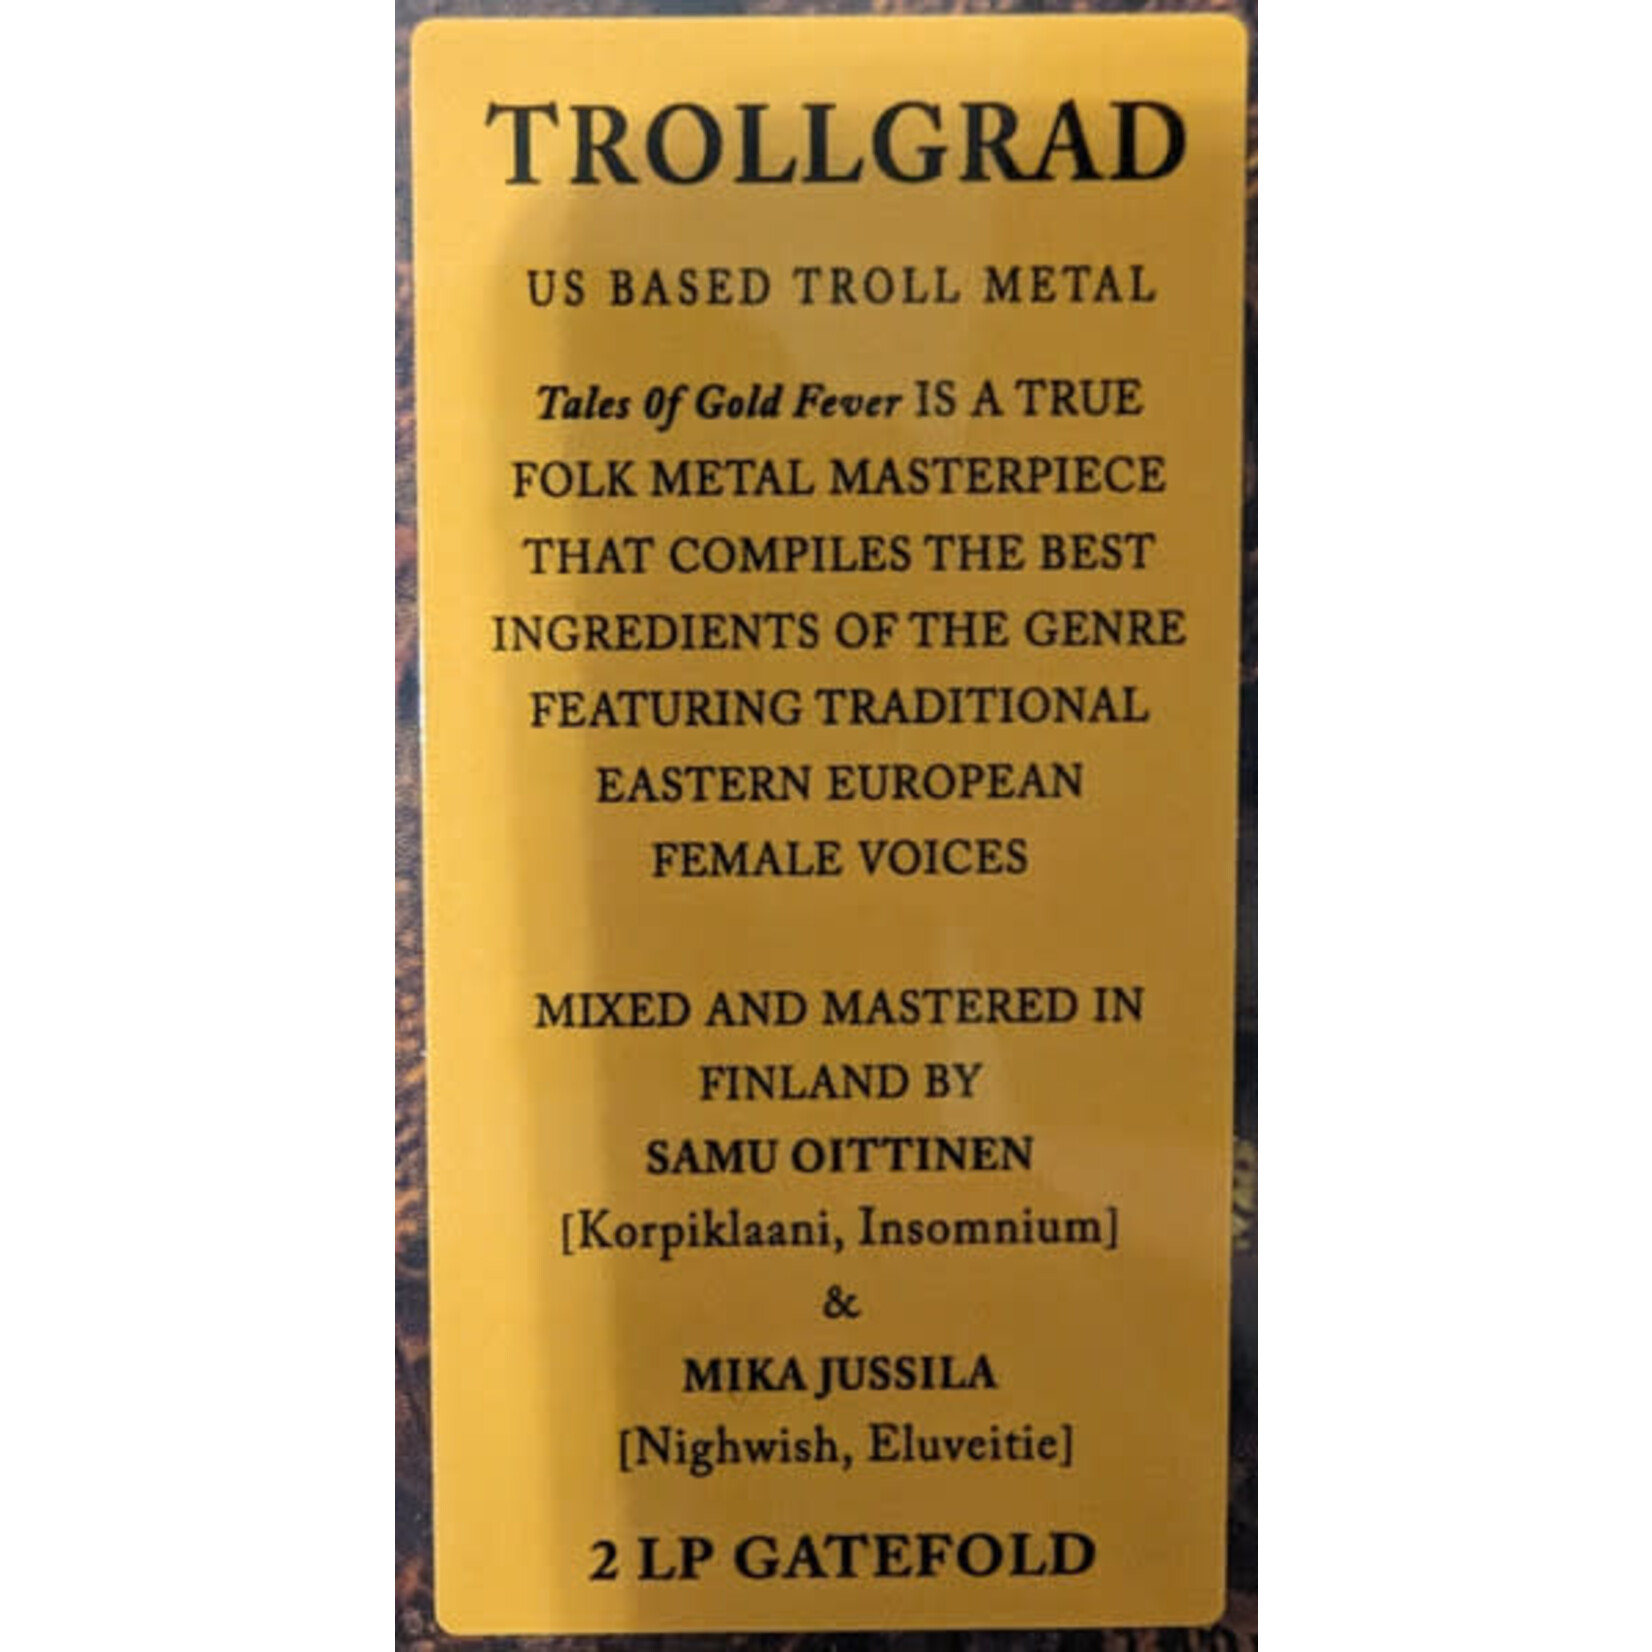 TROLLGRAD
US BASED TROLL METAL
Tales Of Gold Fever IS A TRUE
FOLK METAL MASTERPIECE
THAT COMPILES THE BEST
INGREDIENTS OF THE GENRE
FEATURING TRADITIONAL
EASTERN EUROPEAN
FEMALE VOICES
MIXED AND MASTERED IN
FINLAND BY
SAMU OITTINEN
[Korpiklaani, Insomnium]
&
MIKA JUSSILA
[Nighwish, Eluveitie]
2 LP GATEFOLD